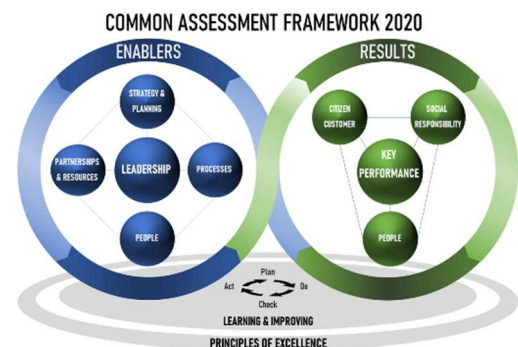 COMMON ASSESSMENT FRAMEWORK 2020
ENABLERS
RESULTS
STRATEGY &
PLANNING
PARTNERSHIPS
& RESOURCES
LEADERSHIP
PROCESSES
PEOPLE
CITIZEN
CUSTOMER
SOCIAL
RESPONSIBILITY
KEY
PERFORMANCE
PEOPLE
Plan
Act
Do
Check
LEARNING & IMPROVING
PRINCIPLES OF EXCELLENCE